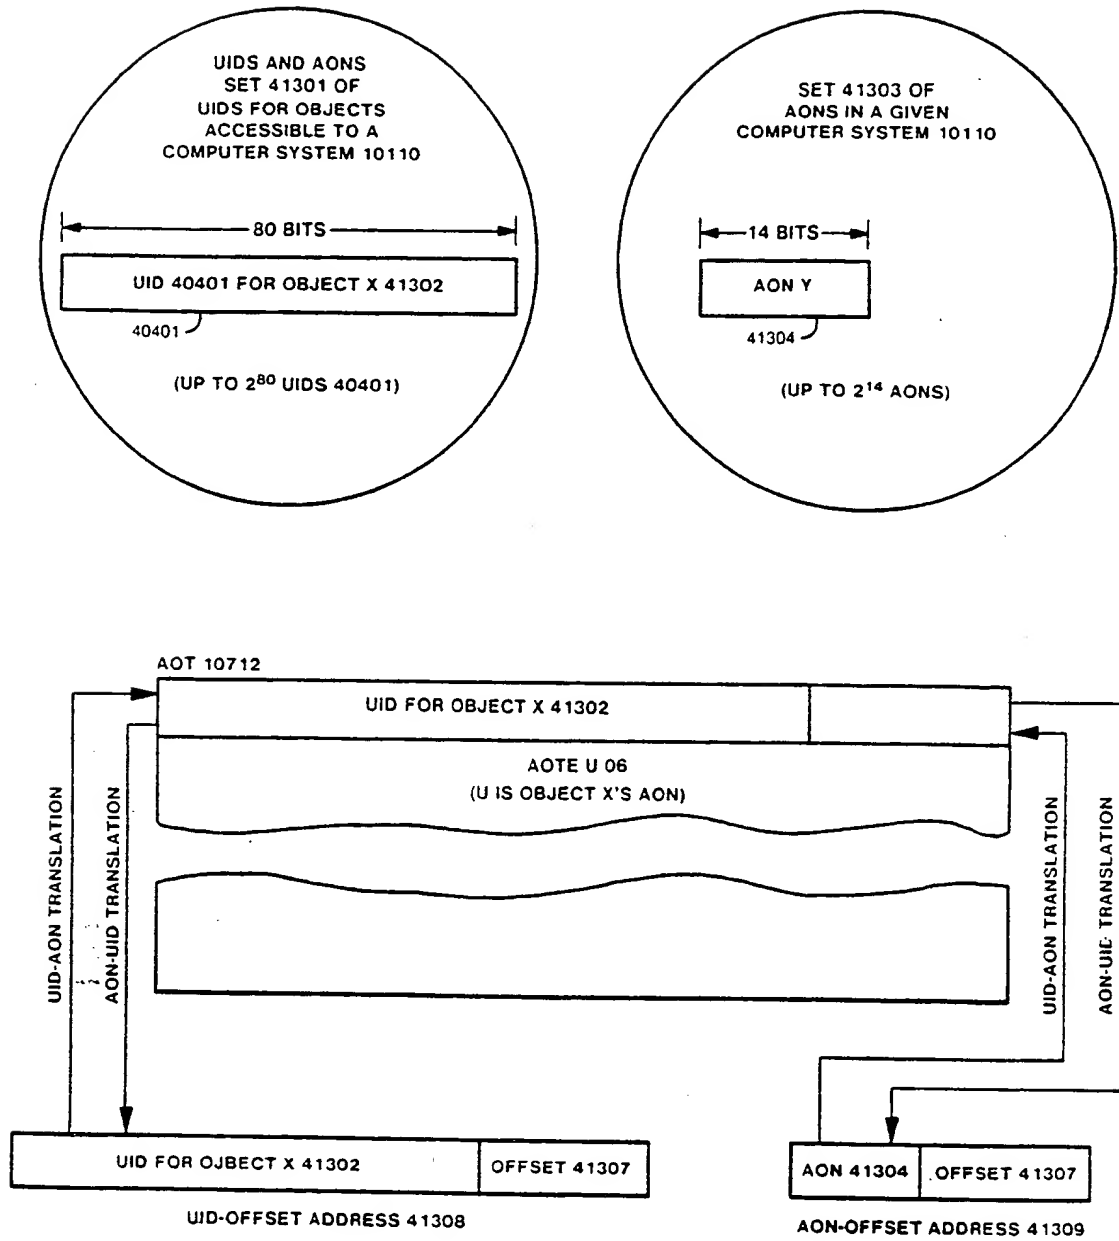 UIDS AND AONS
SET 41301 OF
UIDS FOR OBJECTS
ACCESSIBLE TO A
COMPUTER SYSTEM 10110
80 BITS
UID 40401 FOR OBJECT X 41302
40401
(UP TO 2⁸⁰ UIDS 40401)
SET 41303 OF
AONS IN A GIVEN
COMPUTER SYSTEM 10110
14 BITS
AON Y
41304
(UP TO 2¹⁴ AONS)
AOT 10712
UID FOR OBJECT X 41302
AOTE U 06
(U IS OBJECT X'S AON)
UID-AON TRANSLATION
AON-UID TRANSLATION
UID-AON TRANSLATION
AON-UID TRANSLATION
UID FOR OJBECT X 41302
OFFSET 41307
UID-OFFSET ADDRESS 41308
AON 41304
OFFSET 41307
AON-OFFSET ADDRESS 41309